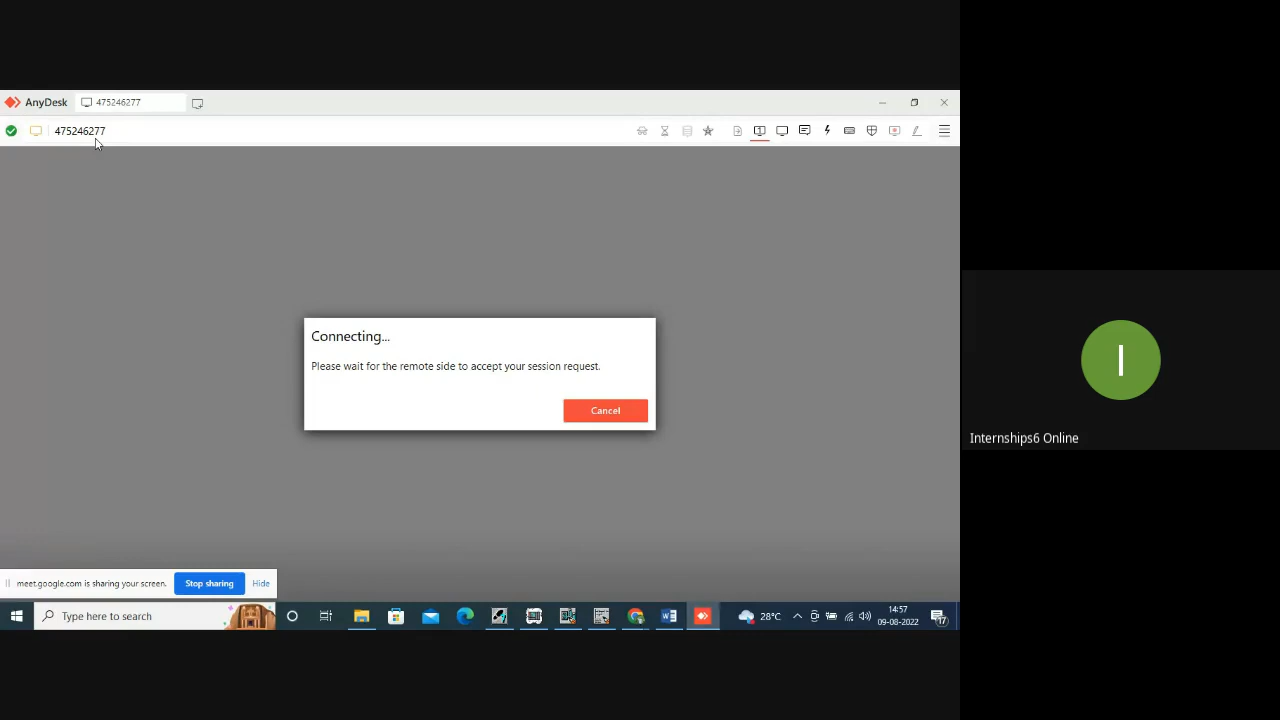 AnyDesk
475246277
475246277
Connecting...
Please wait for the remote side to accept your session request.
Cancel
I
Internships6 Online
meet.google.com is sharing your screen.
Stop sharing
Hide
Type here to search
28°C
14:57
09-08-2022
17